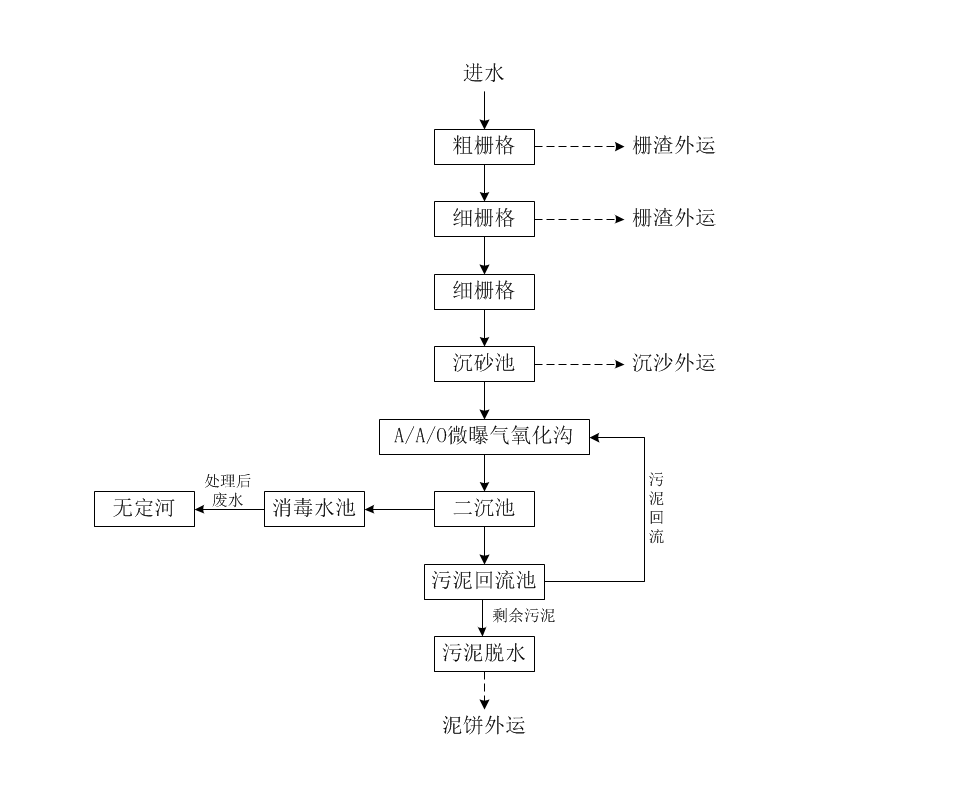 进水
粗栅格
栅渣外运
细栅格
栅渣外运
细栅格
沉砂池
沉沙外运
A/A/O微曝气氧化沟
处理后
废水
无定河
消毒水池
二沉池
污泥回流
污泥回流池
剩余污泥
污泥脱水
泥饼外运